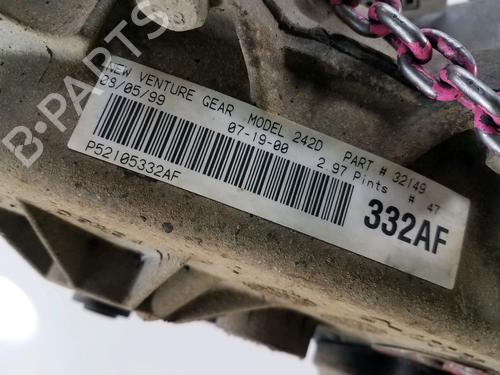 NEW VENTURE GEAR MODEL 242D PART # 32149
08/05/99 07-19-00 2.97 Pints # 47
P52105332AF
332AF
B-PARTS